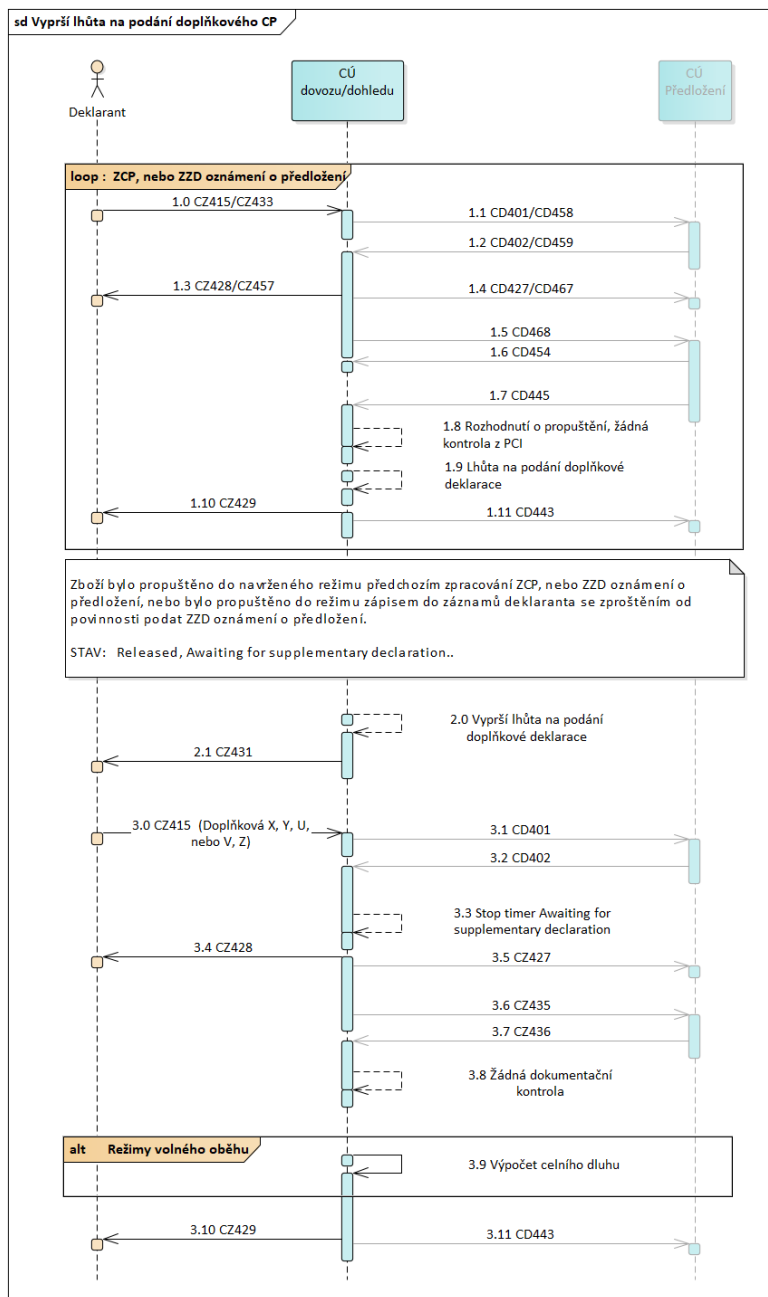 sd Vyprší lhůta na podání doplňkového CP
Deklarant
CÚ
dovozu/dohledu
CÚ
Předložení
loop : ZCP, nebo ZZD oznámení o předložení
1.0 CZ415/CZ433
1.1 CD401/CD458
1.2 CD402/CD459
1.3 CZ428/CZ457
1.4 CD427/CD467
1.5 CD468
1.6 CD454
1.7 CD445
1.8 Rozhodnutí o propuštění, žádná
kontrola z PCI
1.9 Lhůta na podání doplňkové
deklarace
1.10 CZ429
1.11 CD443
Zboží bylo propuštěno do navrženého režimu předchozím zpracování ZCP, nebo ZZD oznámení o
předložení, nebo bylo propuštěno do režimu zápisem do záznamů deklaranta se zproštěním od
povinnosti podat ZZD oznámení o předložení.
STAV: Released, Awaiting for supplementary declaration..
2.0 Vyprší lhůta na podání
doplňkové deklarace
2.1 CZ431
3.0 CZ415 (Doplňková X, Y, U,
nebo V, Z)
3.1 CD401
3.2 CD402
3.3 Stop timer Awaiting for
supplementary declaration
3.4 CZ428
3.5 CZ427
3.6 CZ435
3.7 CZ436
3.8 Žádná dokumentační
kontrola
alt Režimy volného oběhu
3.9 Výpočet celního dluhu
3.10 CZ429
3.11 CD443